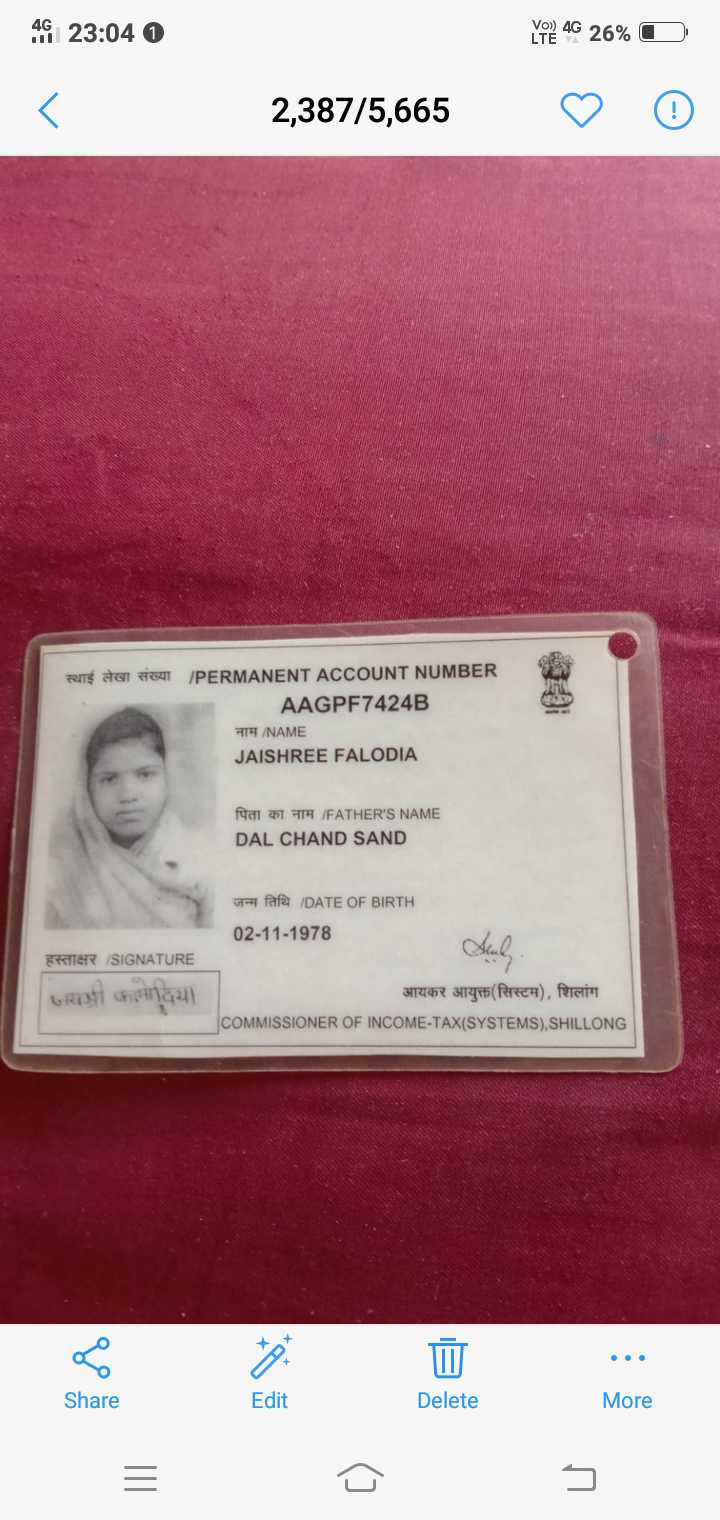 4G 23:04 1 Vo)) LTE 4G 26%
2,387/5,665
स्थाई लेखा संख्या /PERMANENT ACCOUNT NUMBER
AAGPF7424B
नाम /NAME
JAISHREE FALODIA
पिता का नाम /FATHER'S NAME
DAL CHAND SAND
जन्म तिथि /DATE OF BIRTH
02-11-1978
हस्ताक्षर /SIGNATURE
जयश्री फलोदिया
आयकर आयुक्त(सिस्टम), शिलांग
COMMISSIONER OF INCOME-TAX(SYSTEMS),SHILLONG
Share Edit Delete More